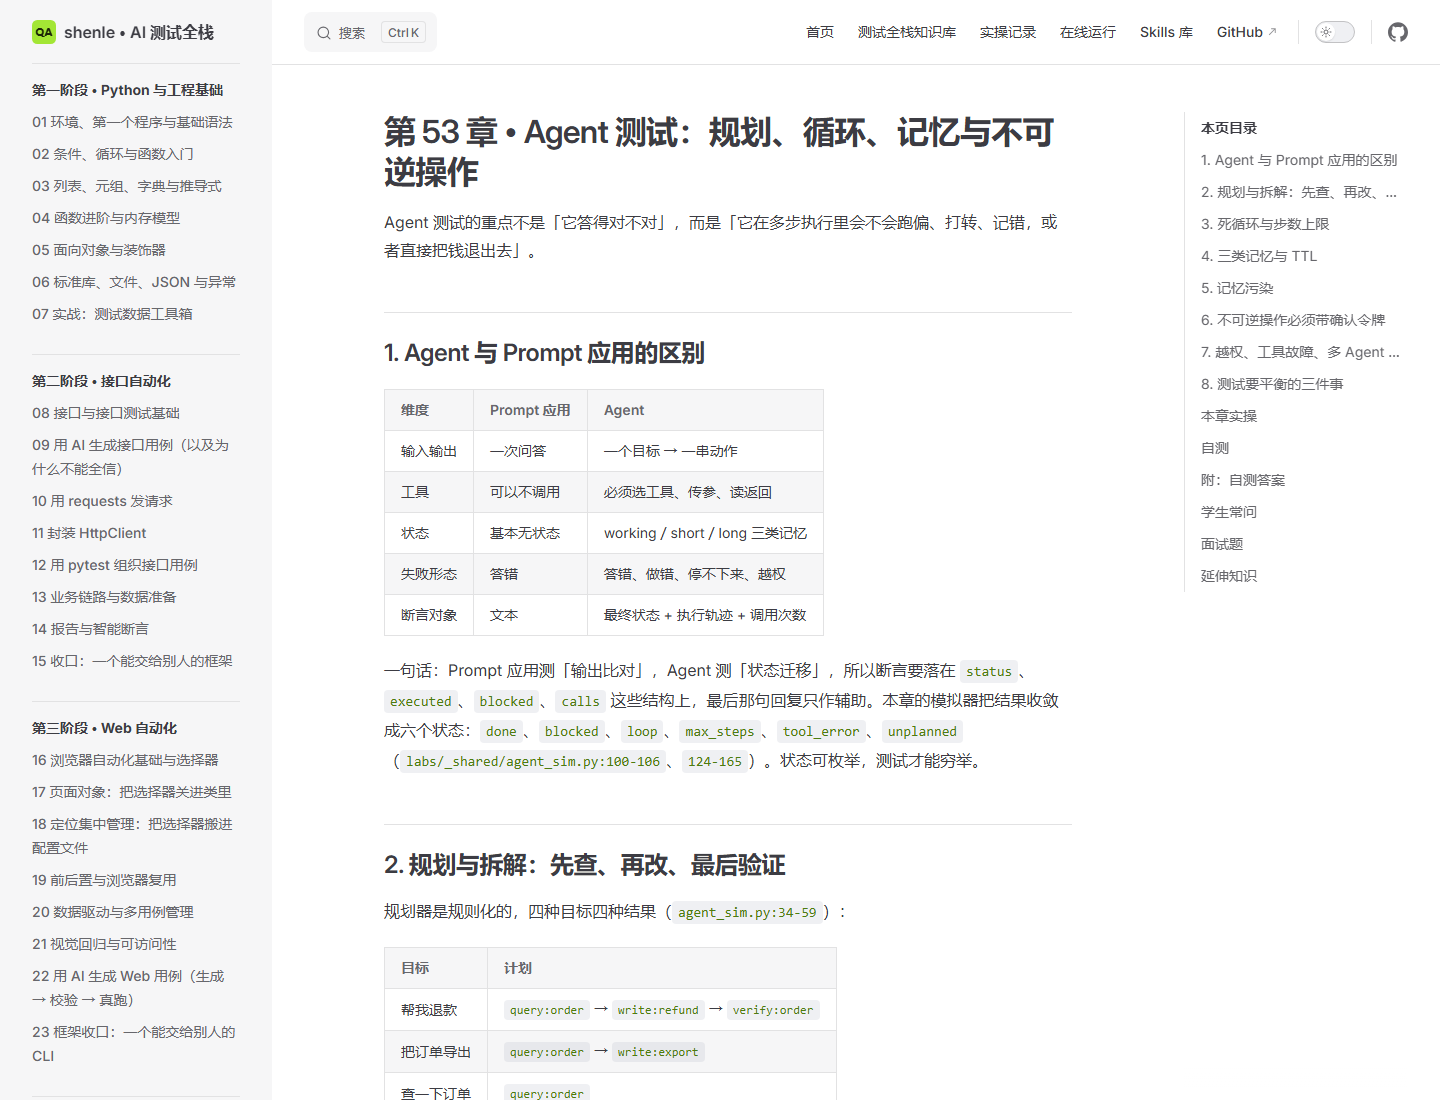 QA shenle • AI 测试全栈
搜索 Ctrl K
首页 测试全栈知识库 实操记录 在线运行 Skills 库 GitHub ↗
第一阶段 • Python 与工程基础
01 环境、第一个程序与基础语法
02 条件、循环与函数入门
03 列表、元组、字典与推导式
04 函数进阶与内存模型
05 面向对象与装饰器
06 标准库、文件、JSON 与异常
07 实战：测试数据工具箱
第二阶段 • 接口自动化
08 接口与接口测试基础
09 用 AI 生成接口用例（以及为
什么不能全信）
10 用 requests 发请求
11 封装 HttpClient
12 用 pytest 组织接口用例
13 业务链路与数据准备
14 报告与智能断言
15 收口：一个能交给别人的框架
第三阶段 • Web 自动化
16 浏览器自动化基础与选择器
17 页面对象：把选择器关进类里
18 定位集中管理：把选择器搬进
配置文件
19 前后置与浏览器复用
20 数据驱动与多用例管理
21 视觉回归与可访问性
22 用 AI 生成 Web 用例（生成
→ 校验 → 真跑）
23 框架收口：一个能交给别人的
CLI
第 53 章 • Agent 测试：规划、循环、记忆与不可
逆操作
Agent 测试的重点不是「它答得对不对」，而是「它在多步执行里会不会跑偏、打转、记错，或
者直接把钱退出去」。
1. Agent 与 Prompt 应用的区别
维度 Prompt 应用 Agent
输入输出 一次问答 一个目标 → 一串动作
工具 可以不调用 必须选工具、传参、读返回
状态 基本无状态 working / short / long 三类记忆
失败形态 答错 答错、做错、停不下来、越权
断言对象 文本 最终状态 + 执行轨迹 + 调用次数
一句话：Prompt 应用测「输出比对」，Agent 测「状态迁移」，所以断言要落在 status、
executed、blocked、calls 这些结构上，最后那句回复只作辅助。本章的模拟器把结果收敛
成六个状态：done、blocked、loop、max_steps、tool_error、unplanned
（labs/_shared/agent_sim.py:100-106、124-165）。状态可枚举，测试才能穷举。
2. 规划与拆解：先查、再改、最后验证
规划器是规则化的，四种目标四种结果（agent_sim.py:34-59）：
目标 计划
帮我退款 query:order → write:refund → verify:order
把订单导出 query:order → write:export
查一下订单 query:order
本页目录
1. Agent 与 Prompt 应用的区别
2. 规划与拆解：先查、再改、...
3. 死循环与步数上限
4. 三类记忆与 TTL
5. 记忆污染
6. 不可逆操作必须带确认令牌
7. 越权、工具故障、多 Agent ...
8. 测试要平衡的三件事
本章实操
自测
附：自测答案
学生常问
面试题
延伸知识